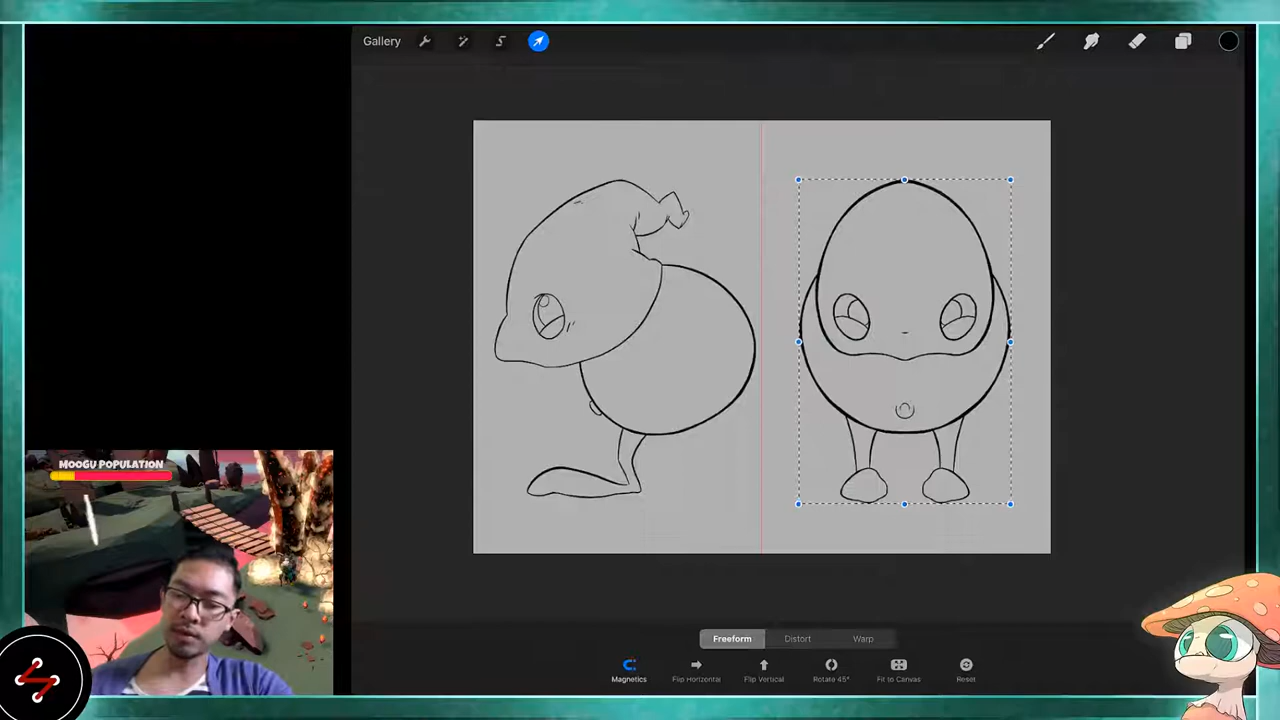 Gallery
MOOGU POPULATION
Freeform Distort Warp
Magnetics Flip Horizontal Flip Vertical Rotate 45° Fit to Canvas Reset